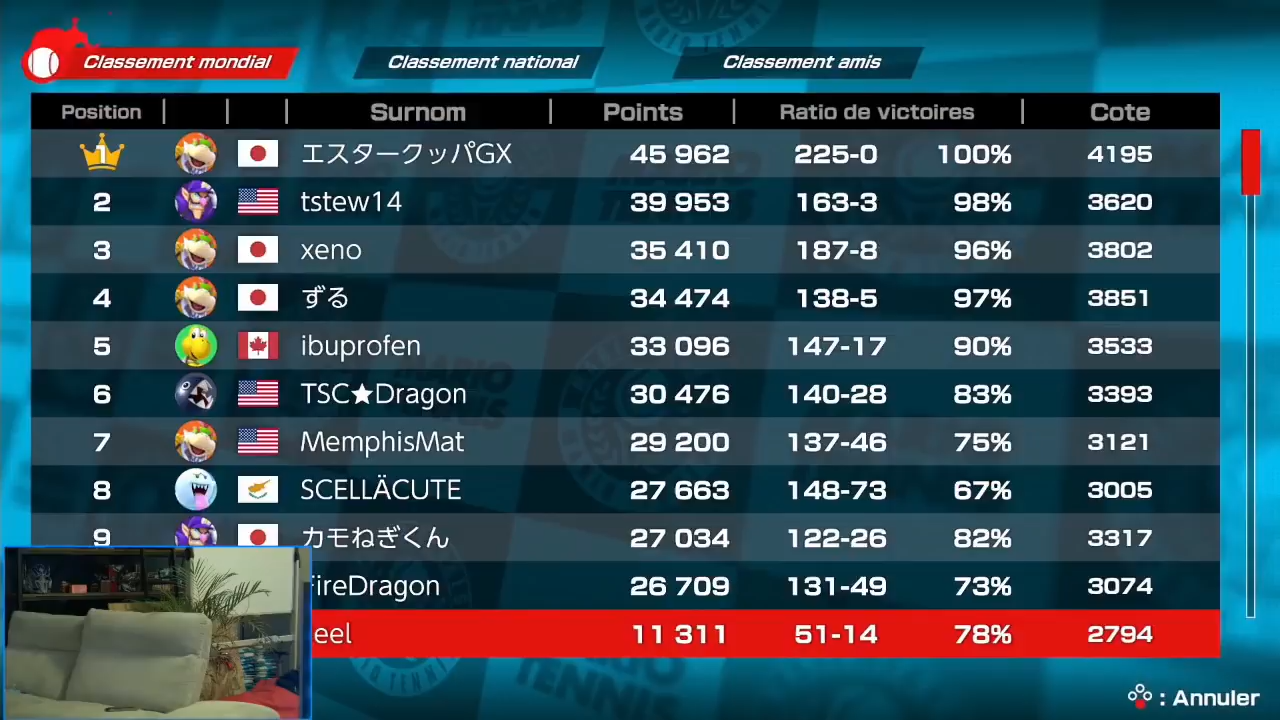 Classement mondial Classement national Classement amis
Position Surnom Points Ratio de victoires Cote
1 エスタークッパGX 45 962 225-0 100% 4195
2 tstew14 39 953 163-3 98% 3620
3 xeno 35 410 187-8 96% 3802
4 ずる 34 474 138-5 97% 3851
5 ibuprofen 33 096 147-17 90% 3533
6 TSC★Dragon 30 476 140-28 83% 3393
7 MemphisMat 29 200 137-46 75% 3121
8 SCELLÄCUTE 27 663 148-73 67% 3005
9 カモねぎくん 27 034 122-26 82% 3317
FireDragon 26 709 131-49 73% 3074
eel 11 311 51-14 78% 2794
: Annuler